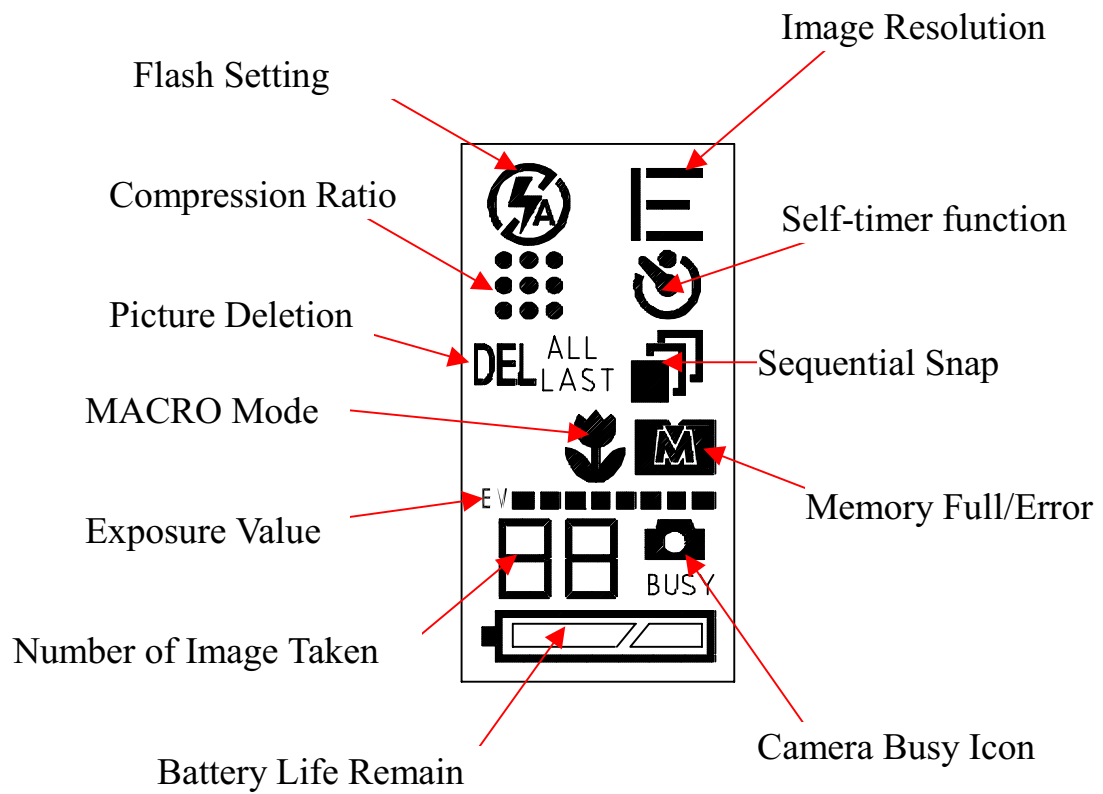 Image Resolution
Flash Setting
Compression Ratio
Self-timer function
A
E
Picture Deletion
DEL ALL
LAST
Sequential Snap
MACRO Mode
M
Memory Full/Error
EV
Exposure Value
88
BUSY
Number of Image Taken
Camera Busy Icon
Battery Life Remain